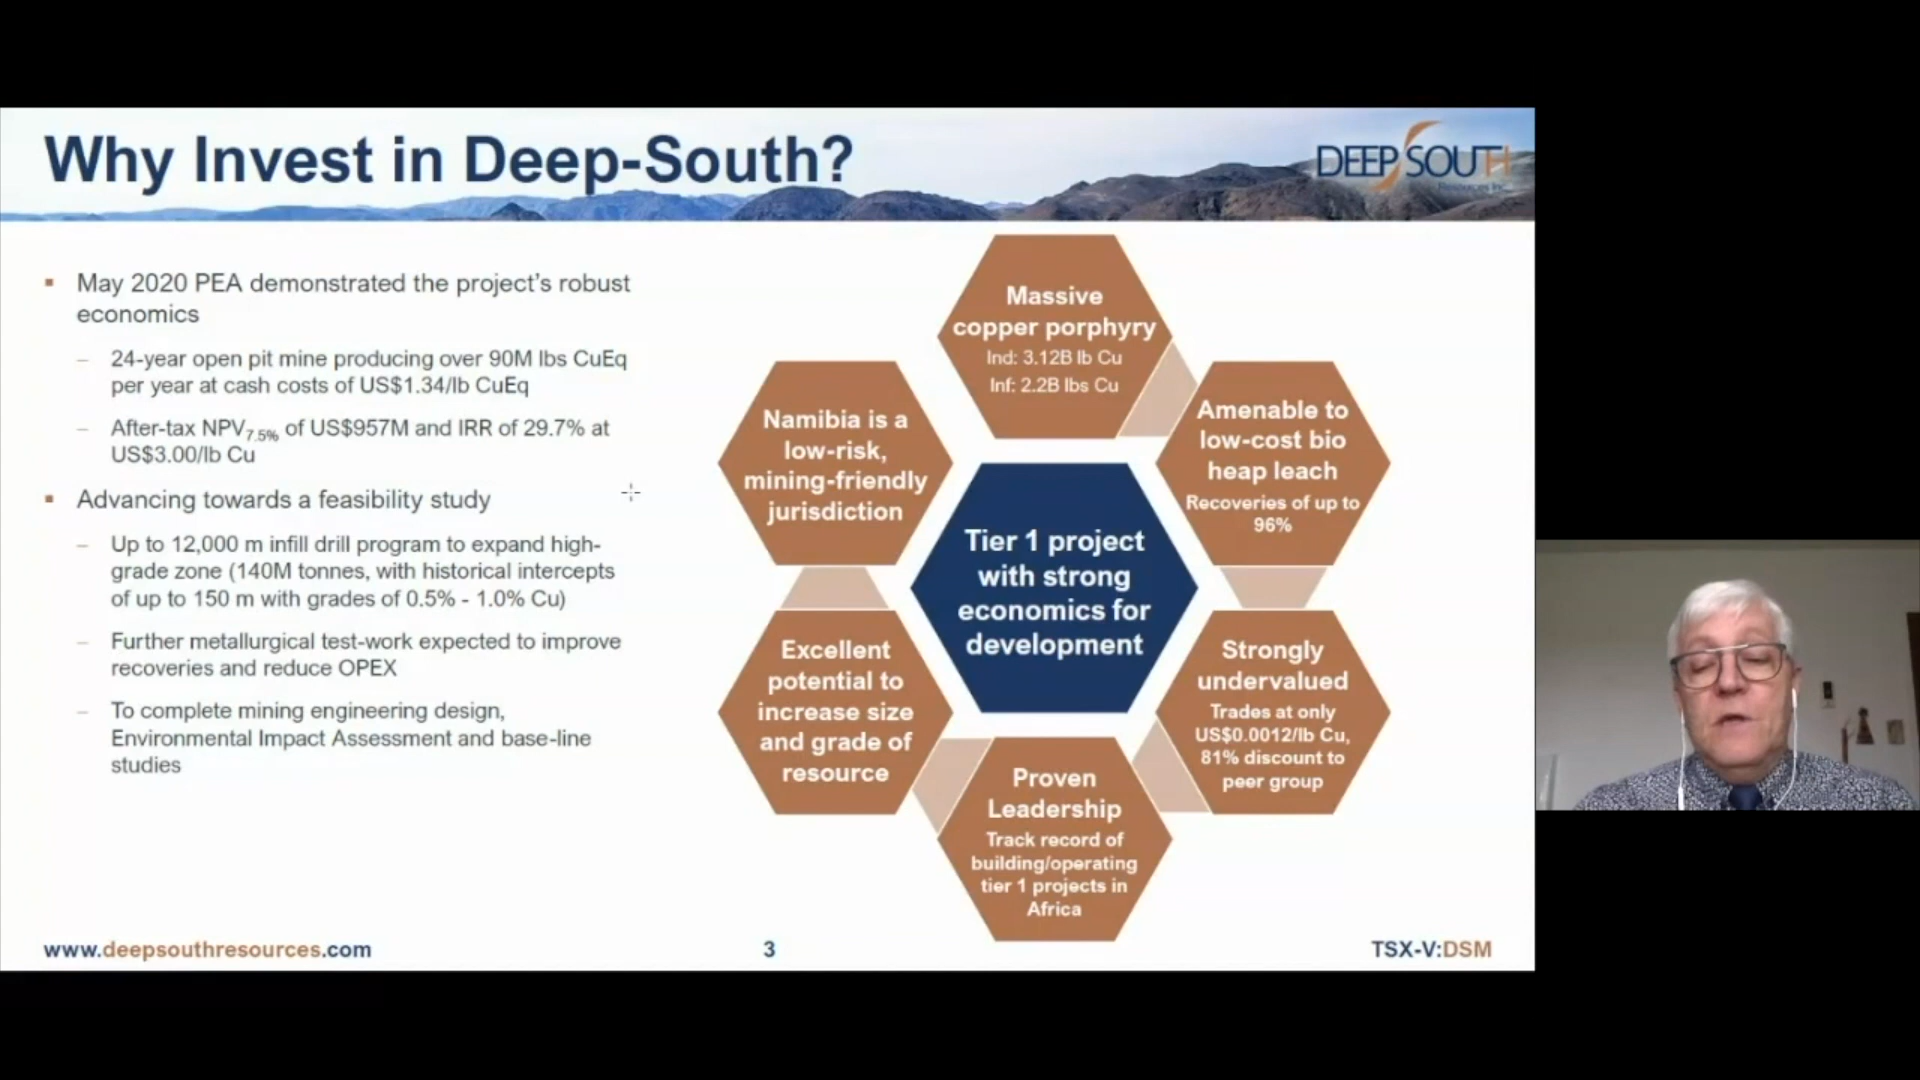 Why Invest in Deep-South?
DEEP SOUTH
Resources Inc.
May 2020 PEA demonstrated the project's robust
economics
– 24-year open pit mine producing over 90M lbs CuEq
per year at cash costs of US$1.34/lb CuEq
– After-tax NPV7.5% of US$957M and IRR of 29.7% at
US$3.00/lb Cu
Advancing towards a feasibility study
– Up to 12,000 m infill drill program to expand high-
grade zone (140M tonnes, with historical intercepts
of up to 150 m with grades of 0.5% - 1.0% Cu)
– Further metallurgical test-work expected to improve
recoveries and reduce OPEX
– To complete mining engineering design,
Environmental Impact Assessment and base-line
studies
Massive
copper porphyry
Ind: 3.12B lb Cu
Inf: 2.2B lbs Cu
Amenable to
low-cost bio
heap leach
Recoveries of up to
96%
Strongly
undervalued
Trades at only
US$0.0012/lb Cu,
81% discount to
peer group
Proven
Leadership
Track record of
building/operating
tier 1 projects in
Africa
Excellent
potential to
increase size
and grade of
resource
Namibia is a
low-risk,
mining-friendly
jurisdiction
Tier 1 project
with strong
economics for
development
www.deepsouthresources.com
3
TSX-V:DSM